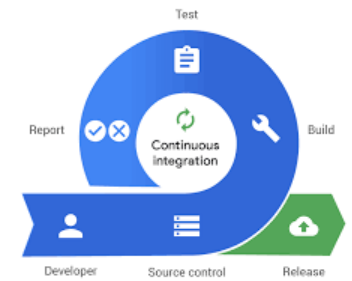 Test
Report
Continuous
integration
Build
Developer
Source control
Release